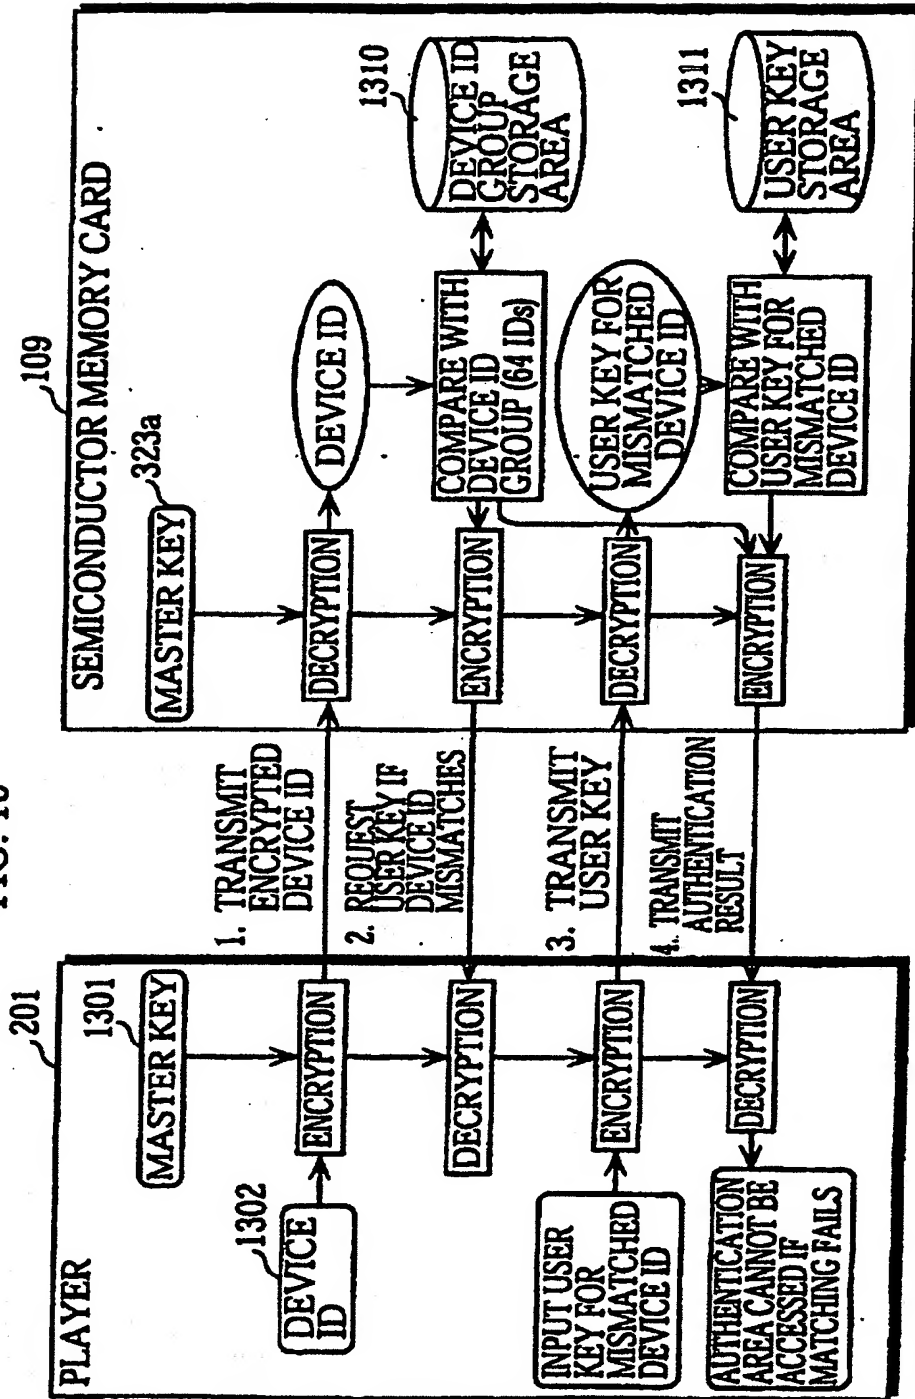 FIG. 16
201
PLAYER
1301
MASTER KEY
1302
DEVICE
ID
ENCRYPTION
DECRYPTION
INPUT USER
KEY FOR
MISMATCHED
DEVICE ID
ENCRYPTION
AUTHENTICATION
AREA CANNOT BE
ACCESSED IF
MATCHING FAILS
DECRYPTION
1. TRANSMIT
ENCRYPTED
DEVICE ID
2. REQUEST
USER KEY IF
DEVICE ID
MISMATCHES
3. TRANSMIT
USER KEY
4. TRANSMIT
AUTHENTICATION
RESULT
109
SEMICONDUCTOR MEMORY CARD
323a
MASTER KEY
DECRYPTION
DEVICE ID
ENCRYPTION
COMPARE WITH
DEVICE ID
GROUP (64 IDs)
1310
DEVICE ID
GROUP
STORAGE
AREA
DECRYPTION
USER KEY FOR
MISMATCHED
DEVICE ID
ENCRYPTION
COMPARE WITH
USER KEY FOR
MISMATCHED
DEVICE ID
1311
USER KEY
STORAGE
AREA